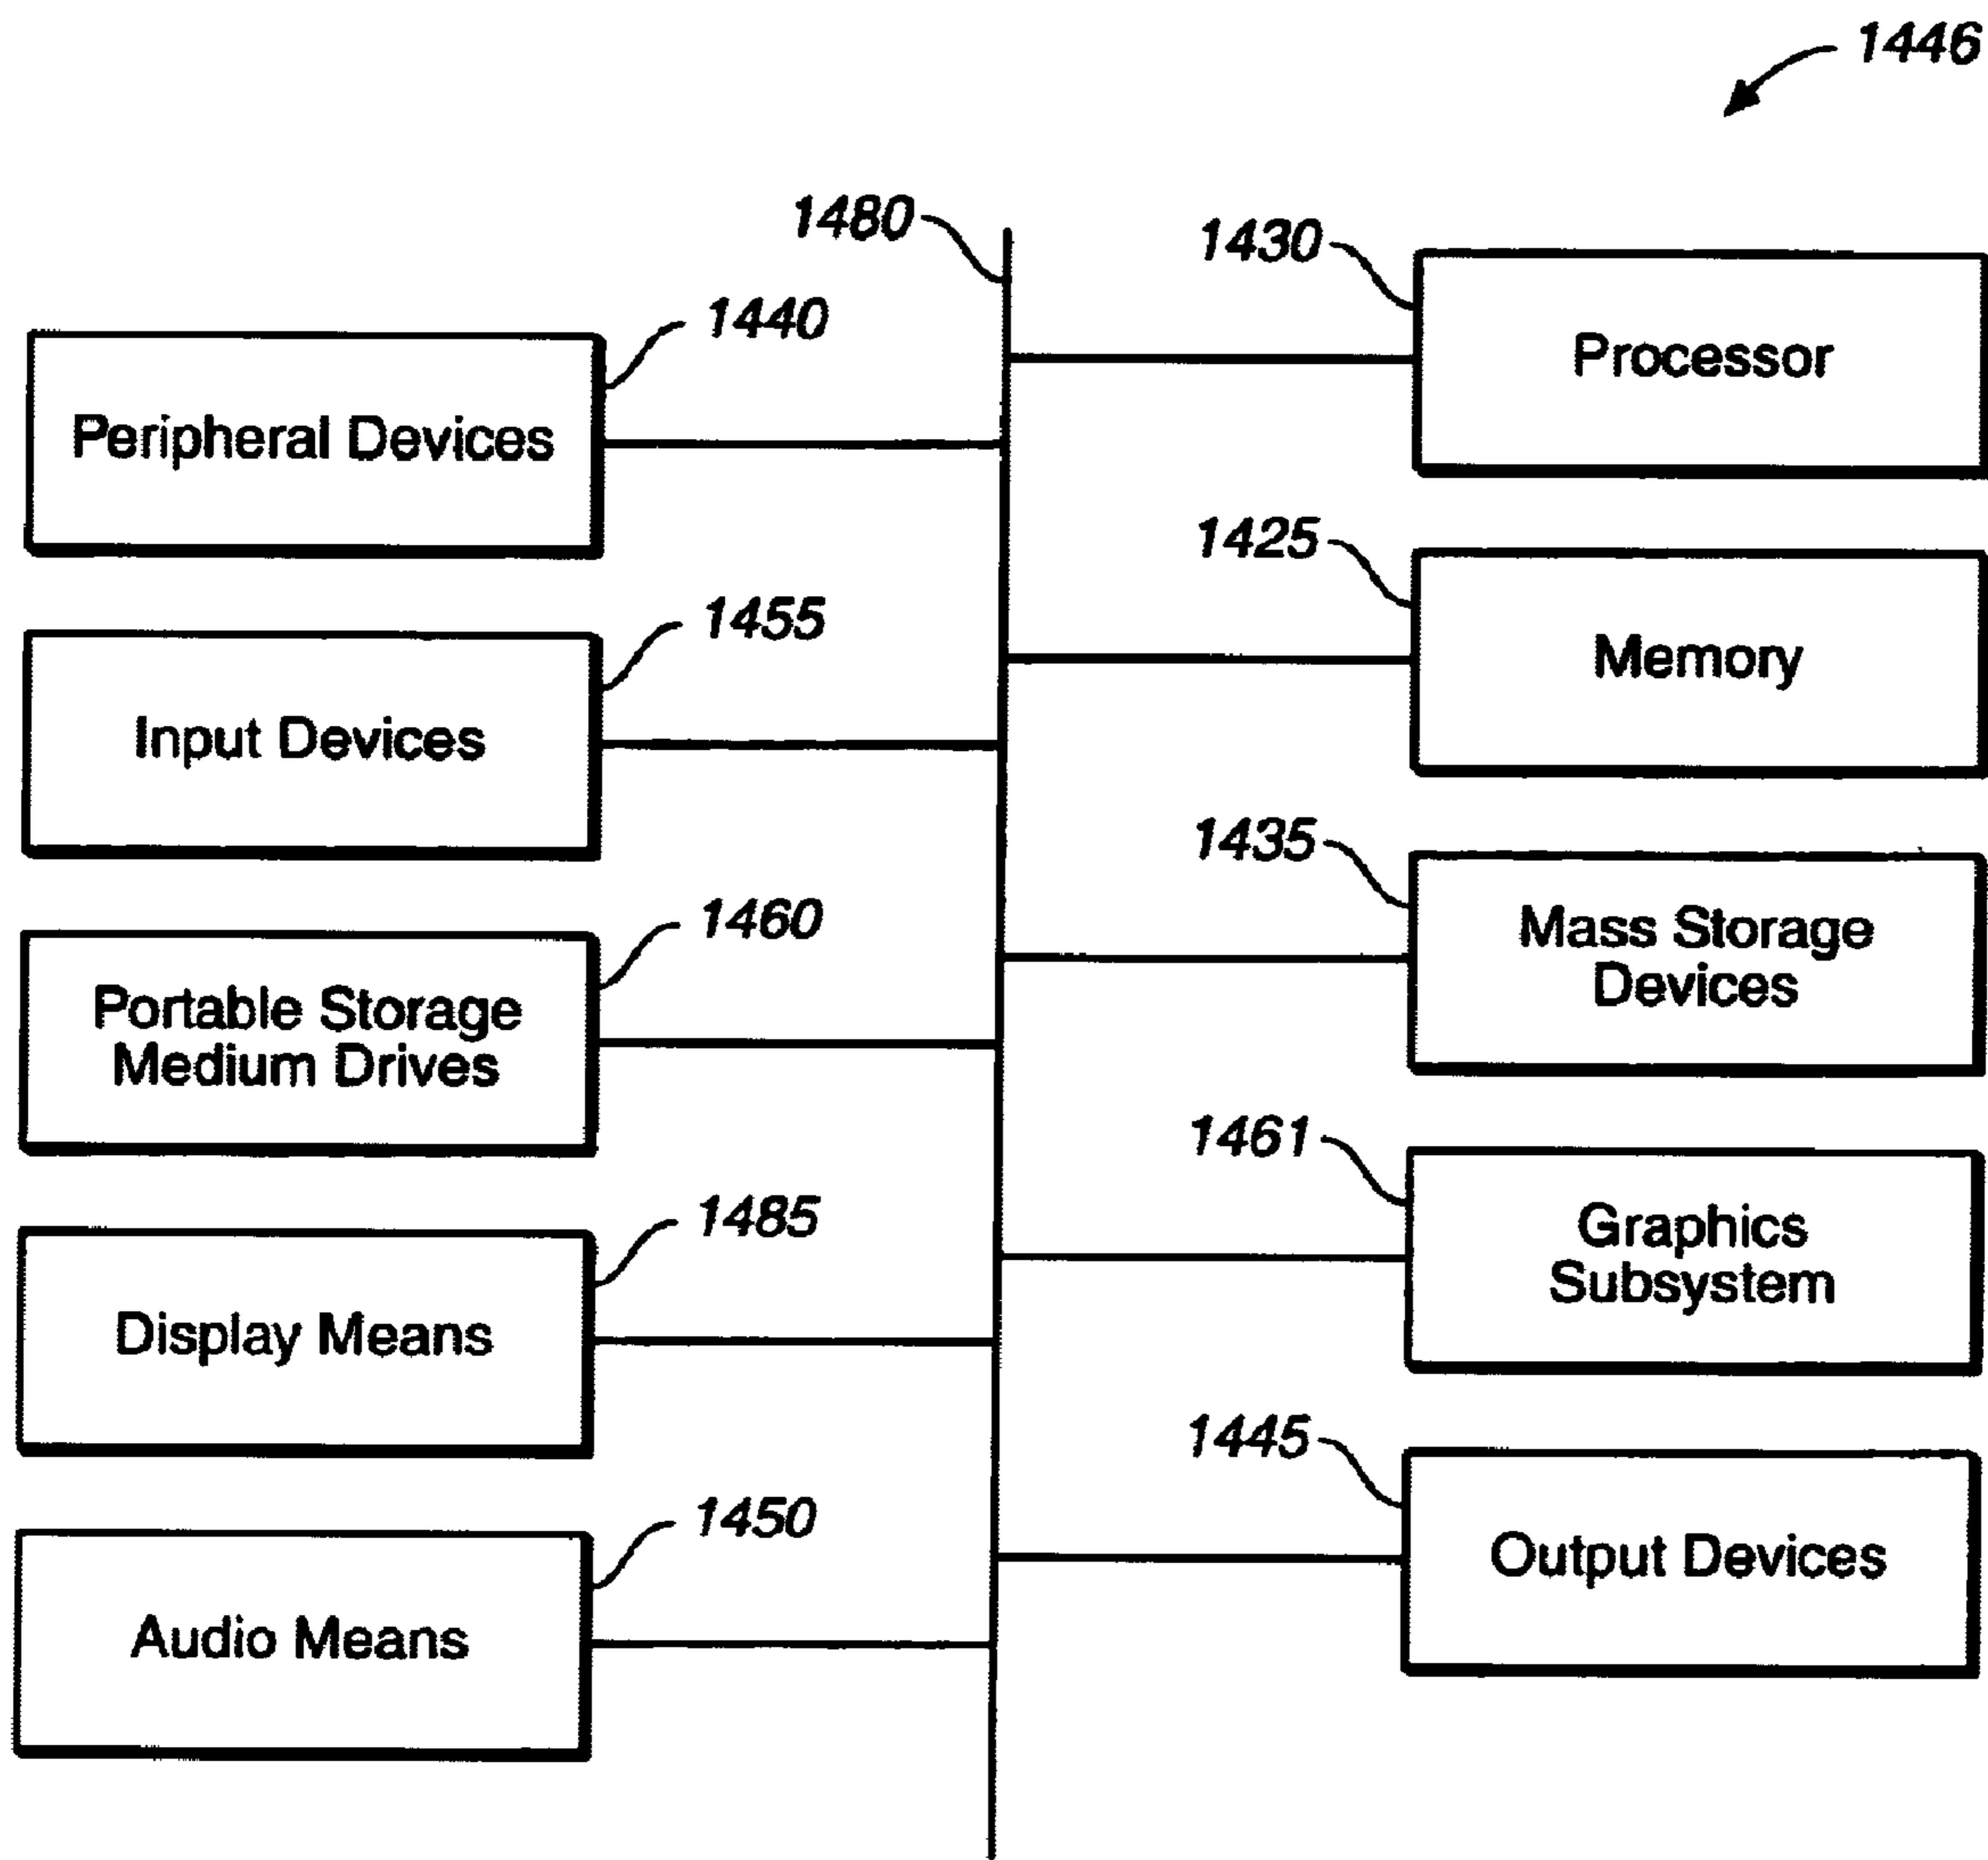 1446
1480
1430
Processor
1440
Peripheral Devices
1425
Memory
1455
Input Devices
1435
Mass Storage
Devices
1460
Portable Storage
Medium Drives
1461
Graphics
Subsystem
1485
Display Means
1445
Output Devices
1450
Audio Means